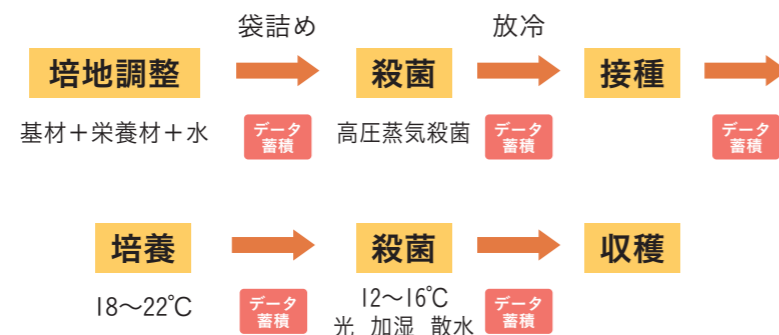 袋詰め
放冷
培地調整
殺菌
接種
基材＋栄養材＋水
データ
蓄積
高圧蒸気殺菌
データ
蓄積
データ
蓄積
培養
殺菌
収穫
18〜22℃
データ
蓄積
12〜16℃
光 加湿 散水
データ
蓄積